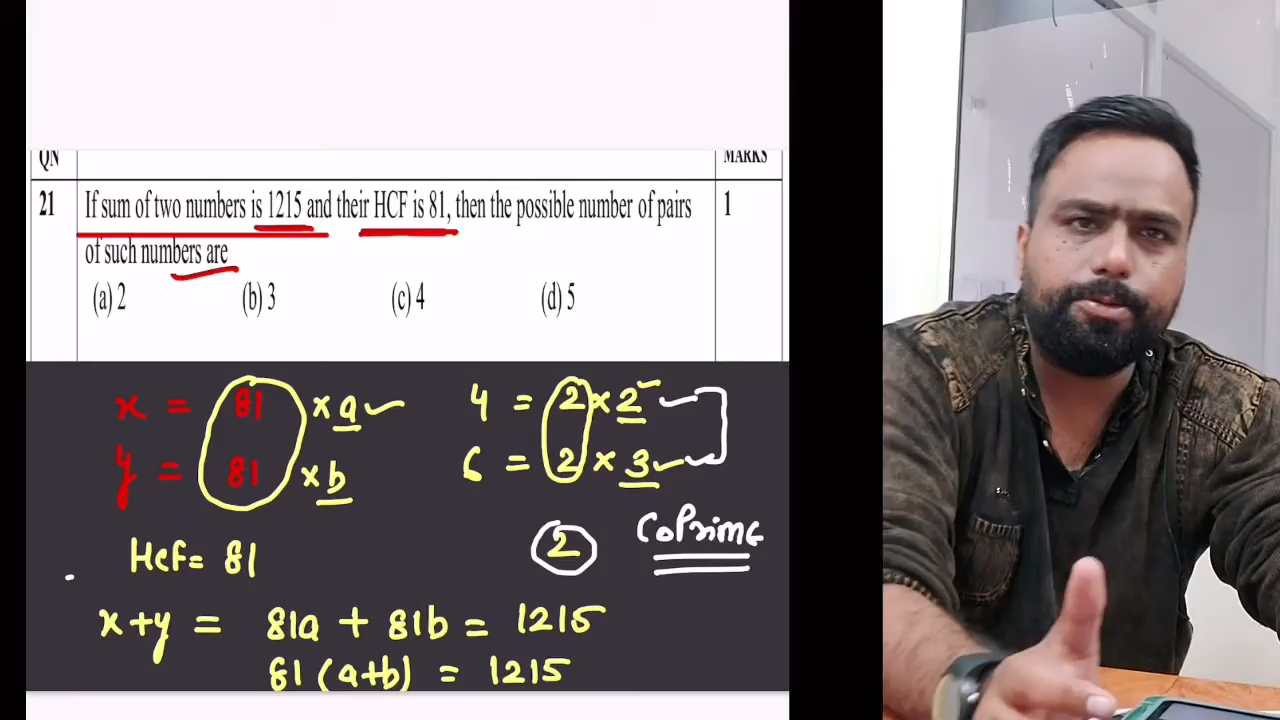 QN MARKS
21 If sum of two numbers is 1215 and their HCF is 81, then the possible number of pairs 1
of such numbers are
(a) 2 (b) 3 (c) 4 (d) 5
x = 81 × a 4 = 2 × 2
y = 81 × b 6 = 2 × 3
2 CoPrime
HCF = 81
x+y = 81a + 81b = 1215
81 (a+b) = 1215